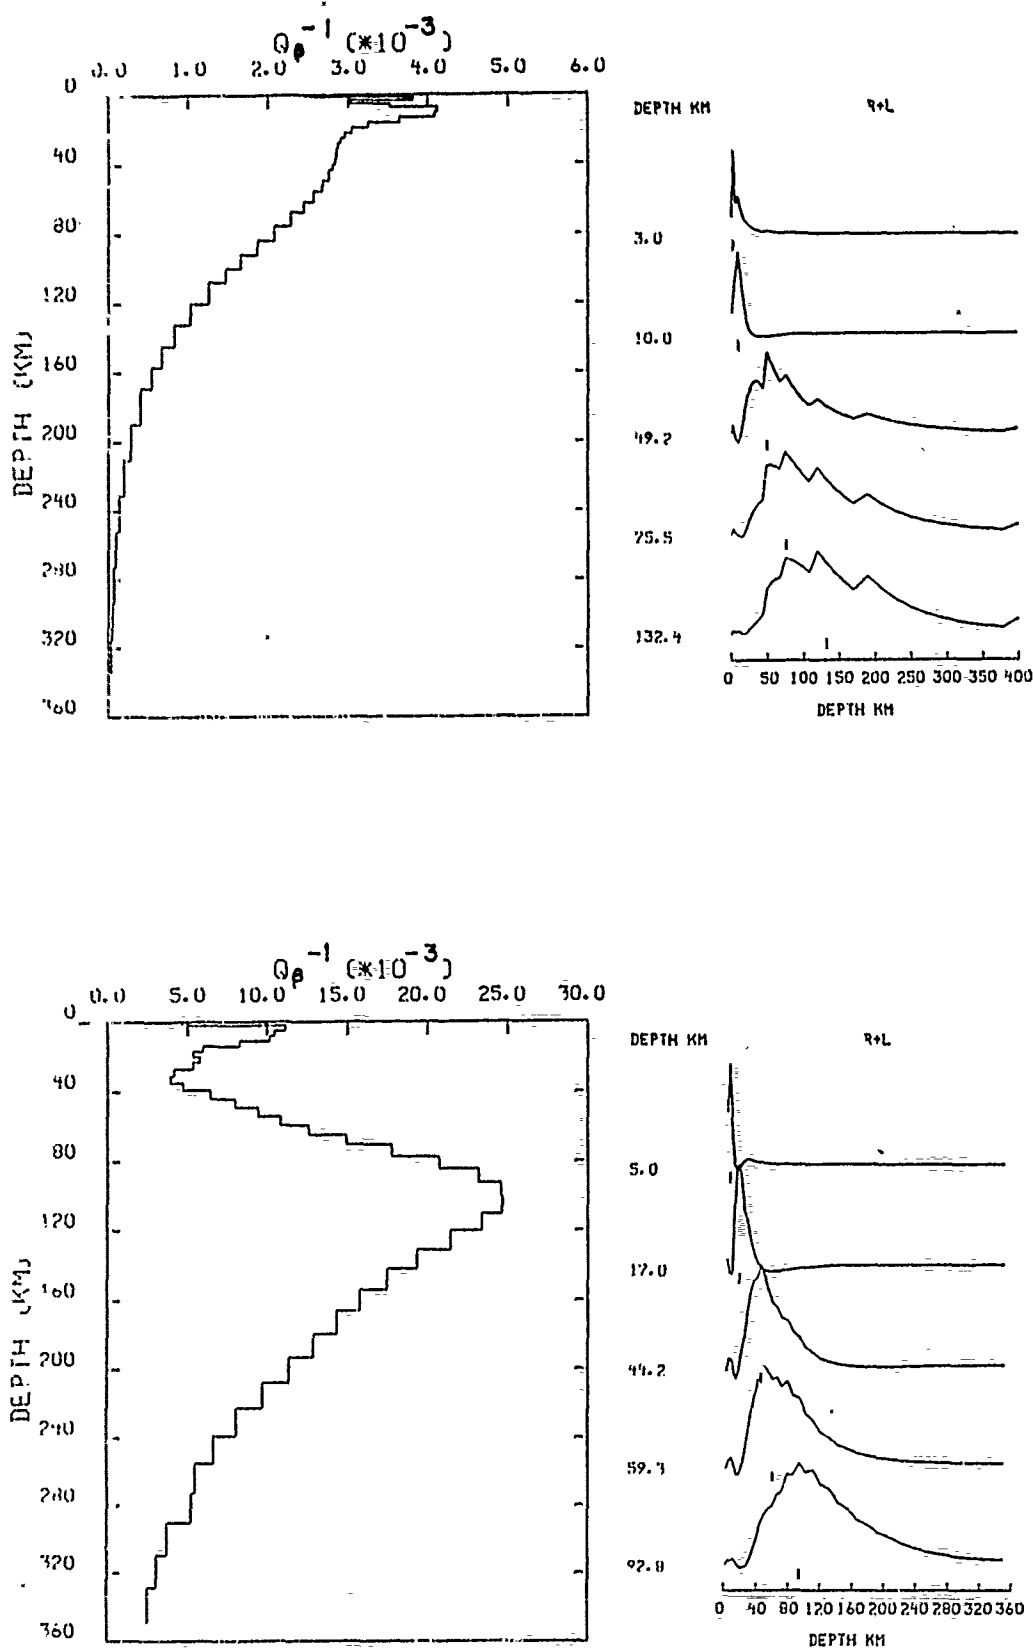 Qβ⁻¹ (*10⁻³)
0.0 1.0 2.0 3.0 4.0 5.0 6.0
0
40
80
120
160
200
240
280
320
360
DEPTH (KM)
DEPTH KM R+L
3.0
10.0
49.2
75.5
132.4
0 50 100 150 200 250 300 350 400
DEPTH KM
Qβ⁻¹ (*10⁻³)
0.0 5.0 10.0 15.0 20.0 25.0 30.0
0
40
80
120
160
200
240
280
320
360
DEPTH (KM)
DEPTH KM R+L
5.0
17.0
44.2
59.3
92.8
0 40 80 120 160 200 240 280 320 360
DEPTH KM